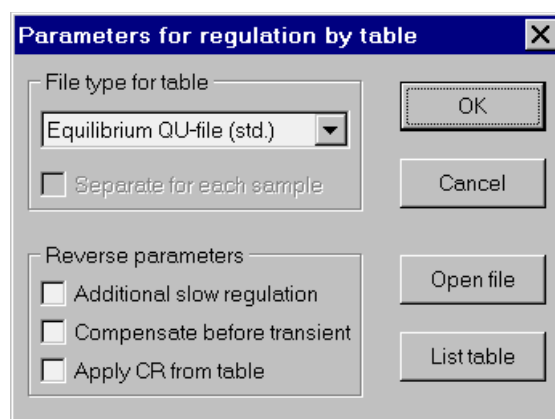 Parameters for regulation by table
File type for table
Equilibrium QU-file (std.)
Separate for each sample
OK
Cancel
Reverse parameters
Additional slow regulation
Compensate before transient
Apply CR from table
Open file
List table